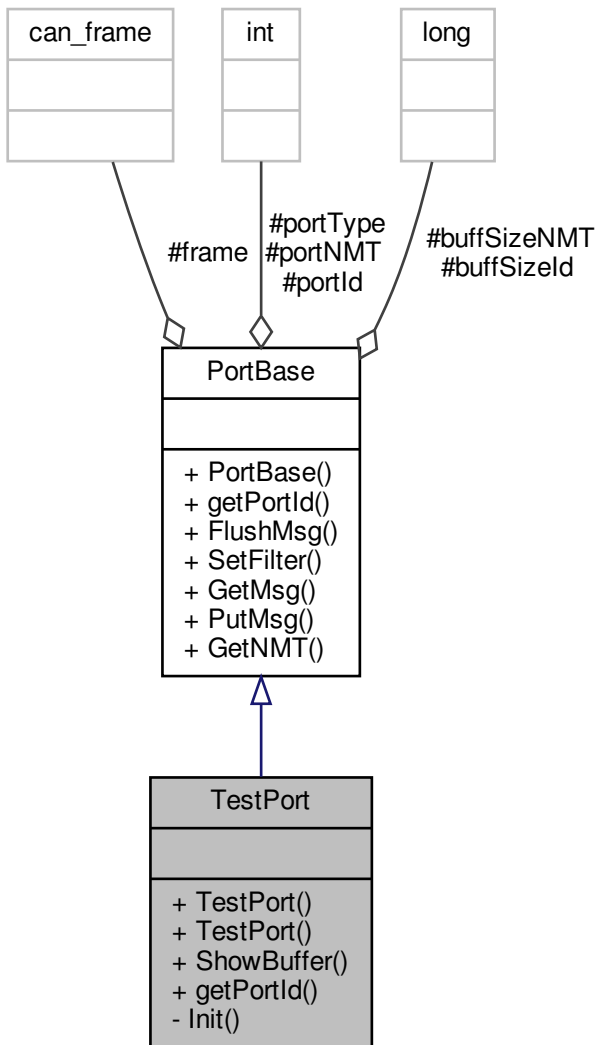 can_frame
int
long
#frame
#portType
#portNMT
#portId
#buffSizeNMT
#buffSizeId
PortBase
+ PortBase()
+ getPortId()
+ FlushMsg()
+ SetFilter()
+ GetMsg()
+ PutMsg()
+ GetNMT()
TestPort
+ TestPort()
+ TestPort()
+ ShowBuffer()
+ getPortId()
- Init()